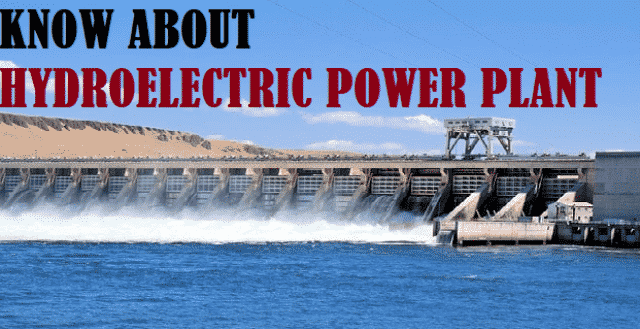 KNOW ABOUT
HYDROELECTRIC POWER PLANT